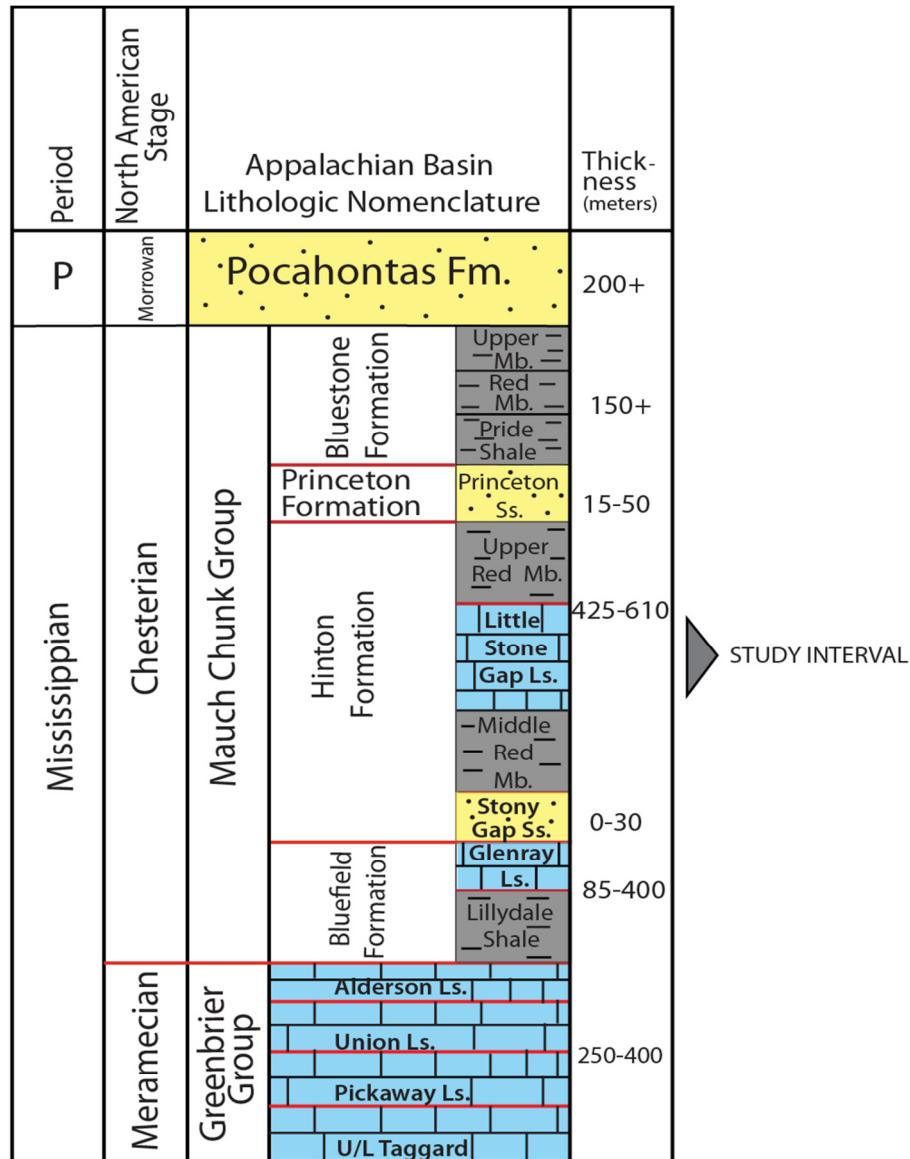 Period
North American
Stage
Appalachian Basin
Lithologic Nomenclature
Thick-
ness
(meters)
P
Morrowan
Pocahontas Fm.
200+
Mississippian
Chesterian
Mauch Chunk Group
Bluestone
Formation
Upper
Mb.
Red
Mb.
Pride
Shale
150+
Princeton
Formation
Princeton
Ss.
15-50
Hinton
Formation
Upper
Red Mb.
Little
Stone
Gap Ls.
425-610
STUDY INTERVAL
Middle
Red
Mb.
Stony
Gap Ss.
0-30
Bluefield
Formation
Glenray
Ls.
Lillydale
Shale
85-400
Meramecian
Greenbrier
Group
Alderson Ls.
Union Ls.
Pickaway Ls.
U/L Taggard
250-400